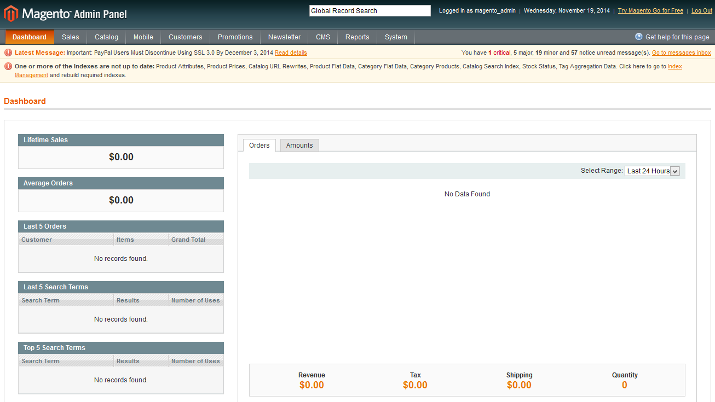 Magento Admin Panel
Global Record Search
Logged in as magento_admin | Wednesday, November 19, 2014 | Try Magento Go for Free | Log Out
Dashboard Sales Catalog Mobile Customers Promotions Newsletter CMS Reports System
Get help for this page
Latest Message: Important: PayPal Users Must Discontinue Using SSL 3.0 By December 3, 2014 Read details
You have 1 critical, 5 major, 19 minor and 57 notice unread message(s). Go to messages inbox
One or more of the Indexes are not up to date: Product Attributes, Product Prices, Catalog URL Rewrites, Product Flat Data, Category Flat Data, Category Products, Catalog Search Index, Stock Status, Tag Aggregation Data. Click here to go to Index
Management and rebuild required indexes.
Dashboard
Lifetime Sales
$0.00
Average Orders
$0.00
Last 5 Orders
Customer Items Grand Total
No records found.
Last 5 Search Terms
Search Term Results Number of Uses
No records found.
Top 5 Search Terms
Search Term Results Number of Uses
No records found.
Orders Amounts
Select Range: Last 24 Hours
No Data Found
Revenue Tax Shipping Quantity
$0.00 $0.00 $0.00 0